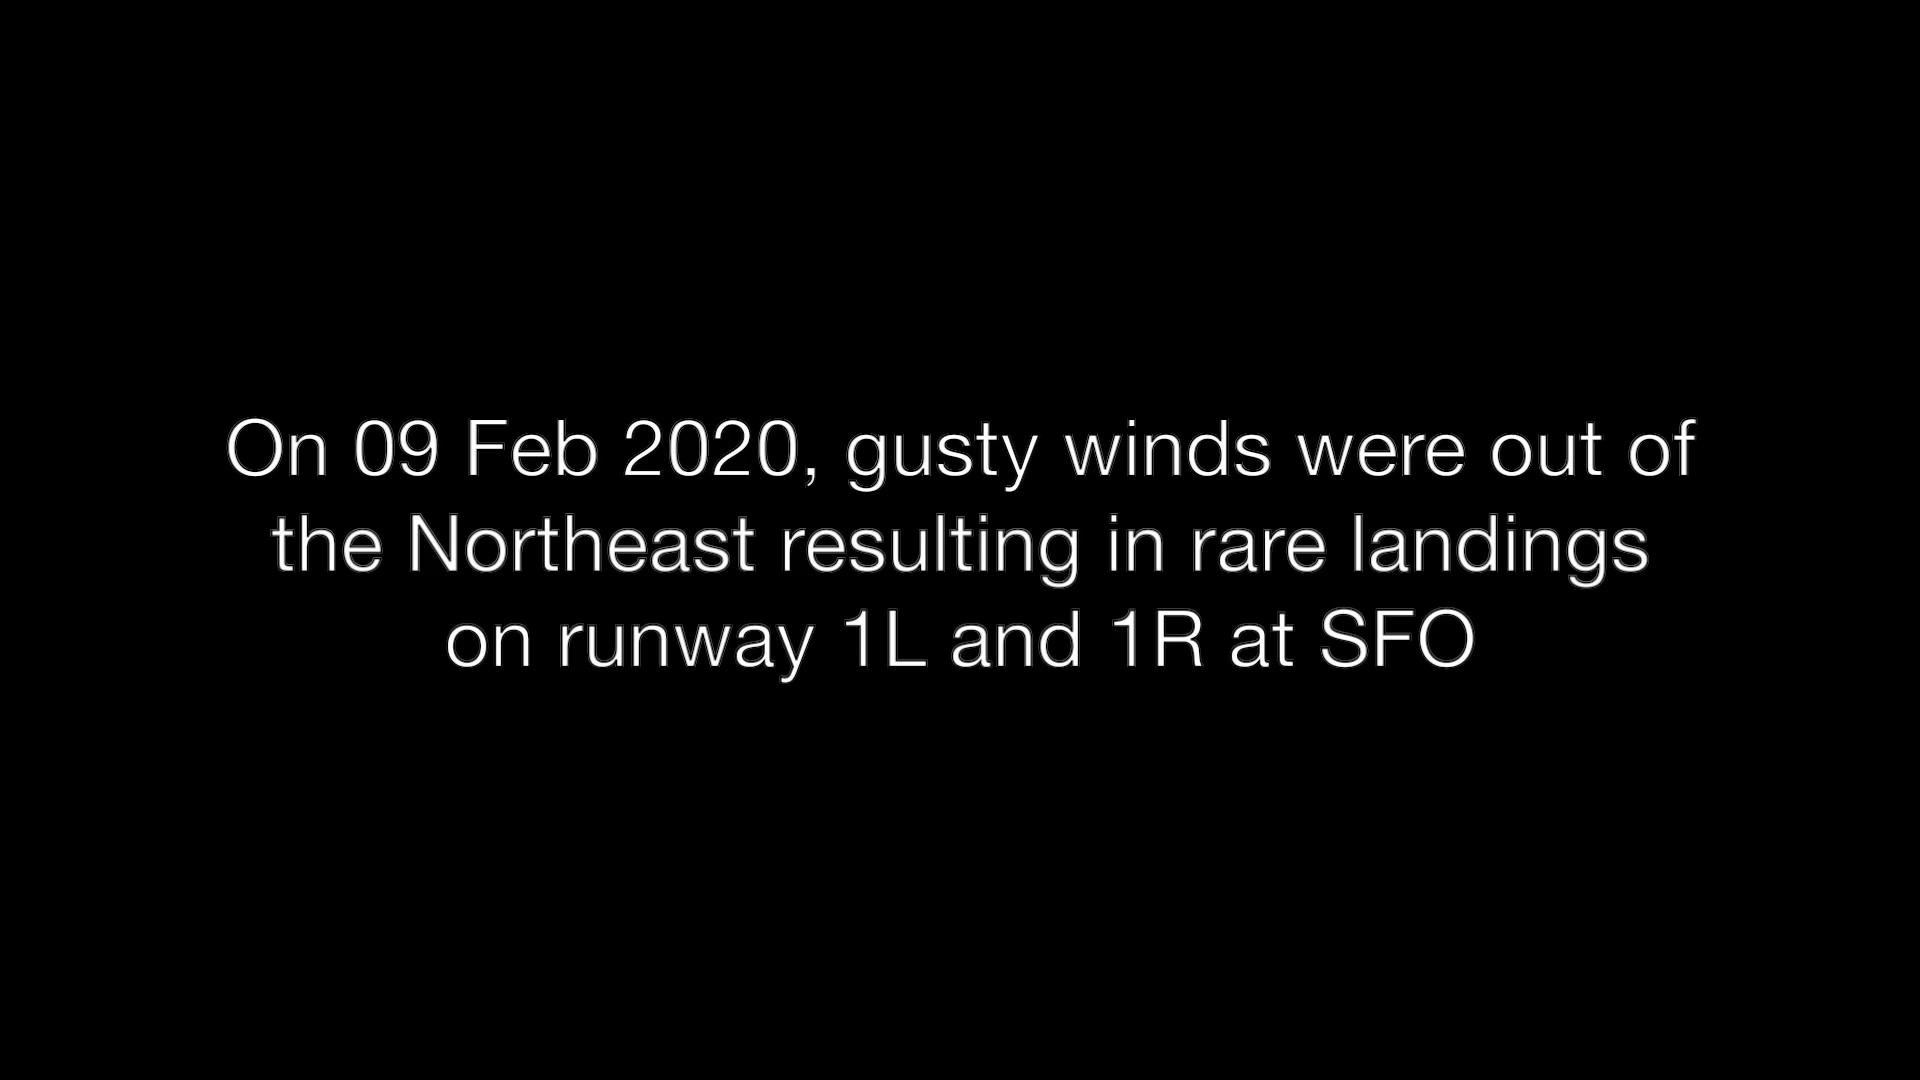 On 09 Feb 2020, gusty winds were out of
the Northeast resulting in rare landings
on runway 1L and 1R at SFO